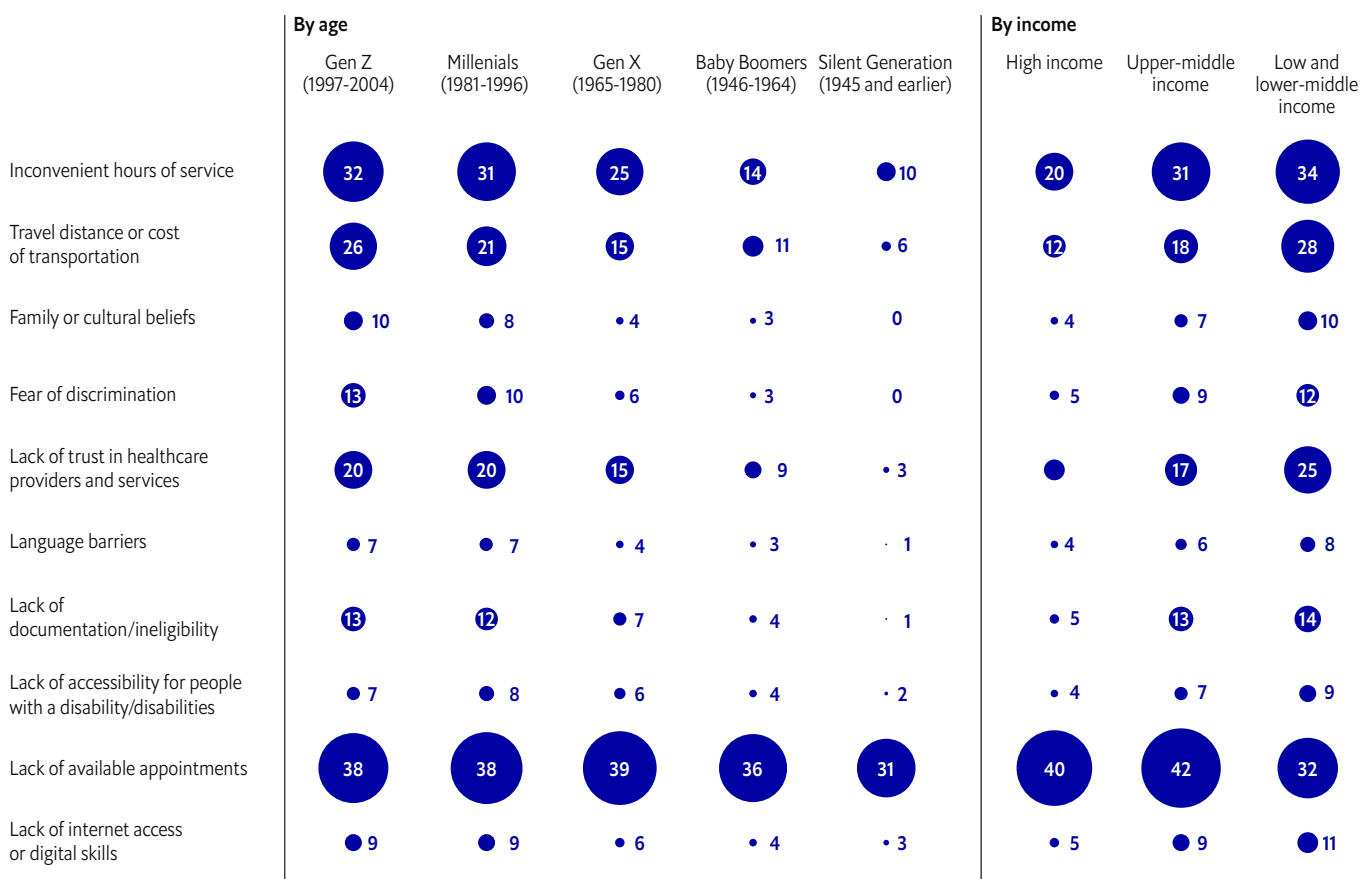 By age
By income
Gen Z
(1997-2004)
Millenials
(1981-1996)
Gen X
(1965-1980)
Baby Boomers
(1946-1964)
Silent Generation
(1945 and earlier)
High income
Upper-middle
income
Low and
lower-middle
income
Inconvenient hours of service
32 31 25 14 10 20 31 34
Travel distance or cost
of transportation
26 21 15 11 6 12 18 28
Family or cultural beliefs
10 8 4 3 0 4 7 10
Fear of discrimination
13 10 6 3 0 5 9 12
Lack of trust in healthcare
providers and services
20 20 15 9 3 17 25
Language barriers
7 7 4 3 1 4 6 8
Lack of
documentation/ineligibility
13 12 7 4 1 5 13 14
Lack of accessibility for people
with a disability/disabilities
7 8 6 4 2 4 7 9
Lack of available appointments
38 38 39 36 31 40 42 32
Lack of internet access
or digital skills
9 9 6 4 3 5 9 11